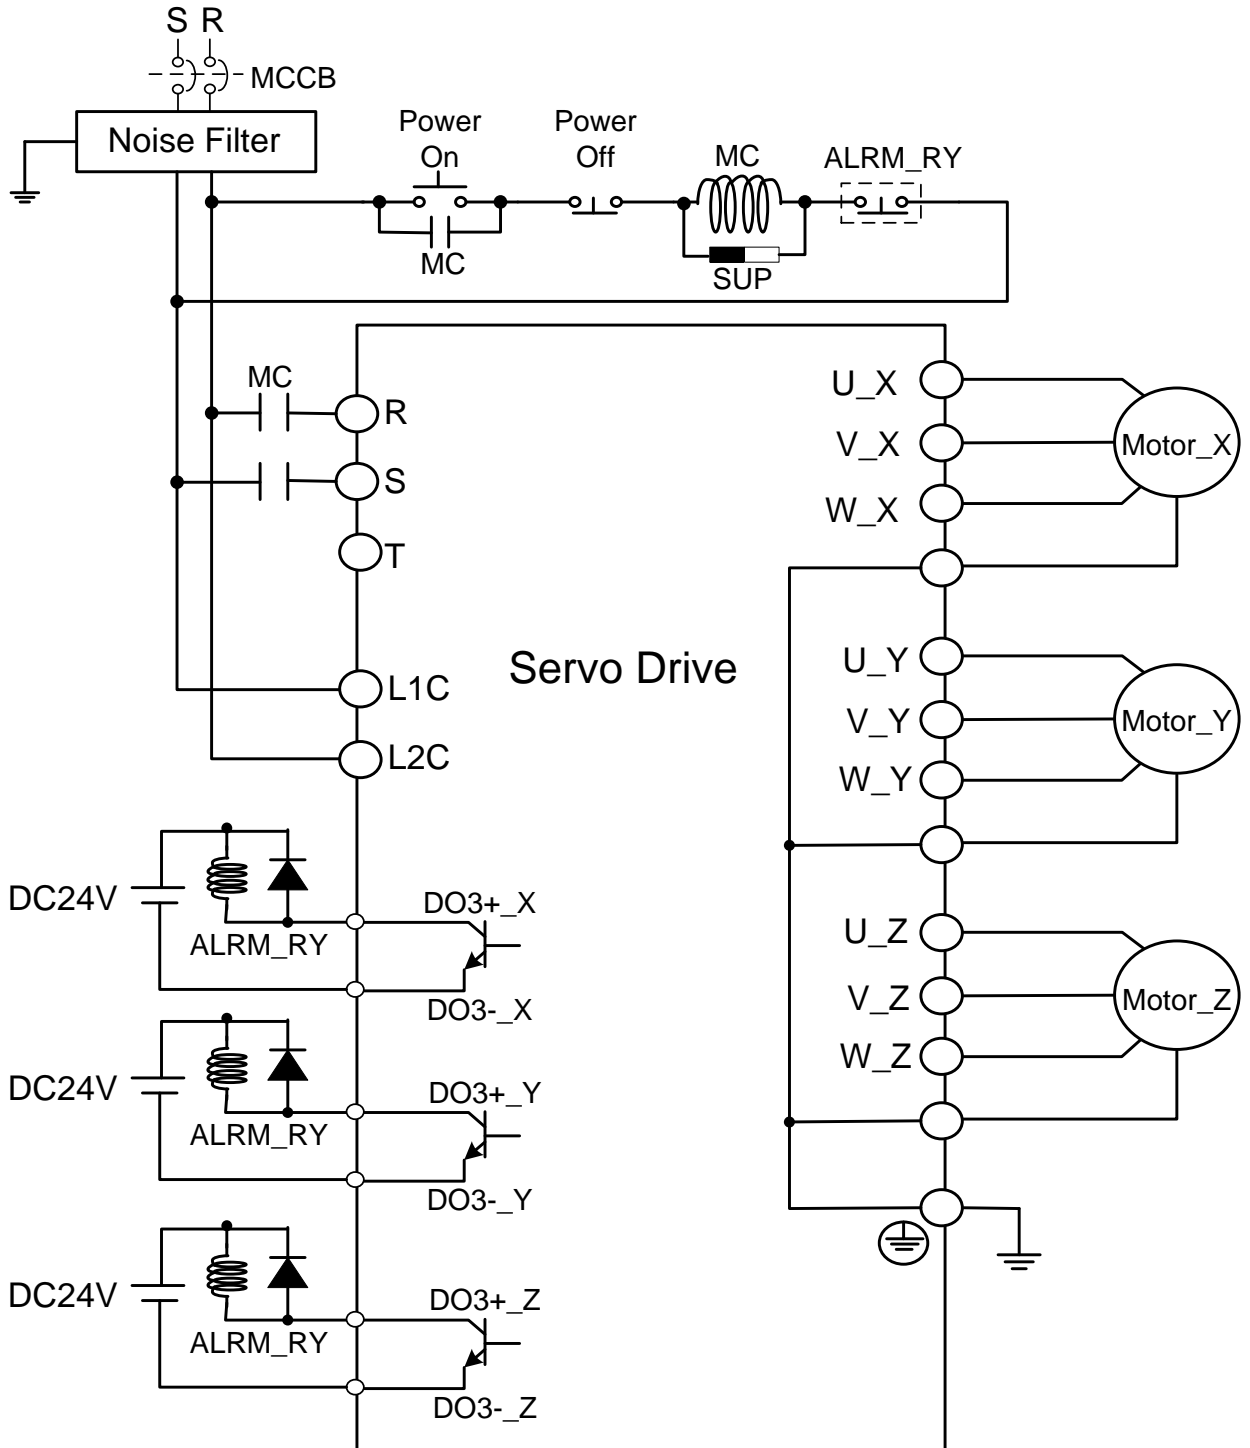 S R
MCCB
Noise Filter
Power
On
Power
Off
MC
ALRM_RY
MC
SUP
MC
R
S
T
L1C
L2C
Servo Drive
U_X
V_X
W_X
Motor_X
U_Y
V_Y
W_Y
Motor_Y
U_Z
V_Z
W_Z
Motor_Z
DC24V
ALRM_RY
DO3+_X
DO3-_X
DC24V
ALRM_RY
DO3+_Y
DO3-_Y
DC24V
ALRM_RY
DO3+_Z
DO3-_Z